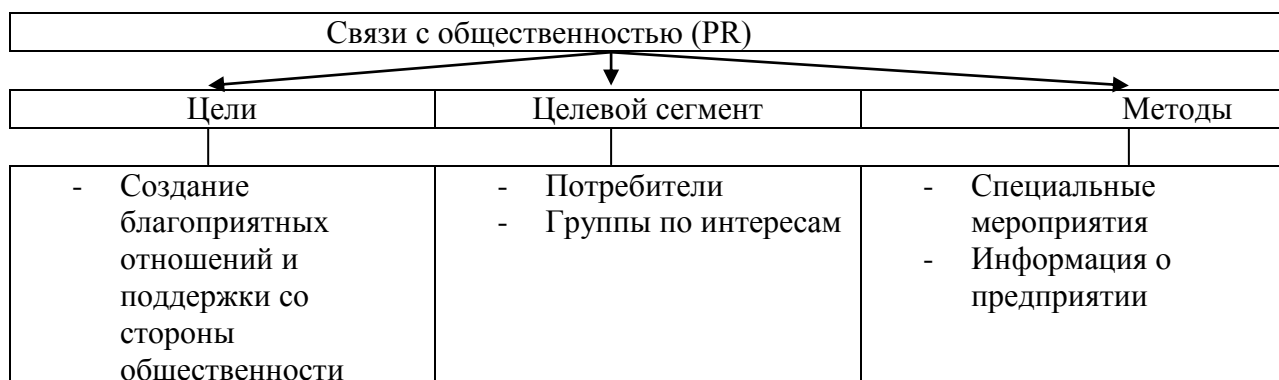 Связи с общественностью (PR)
Цели
Целевой сегмент
Методы
- Создание
благоприятных
отношений и
поддержки со
стороны
общественности
- Потребители
- Группы по интересам
- Специальные
мероприятия
- Информация о
предприятии